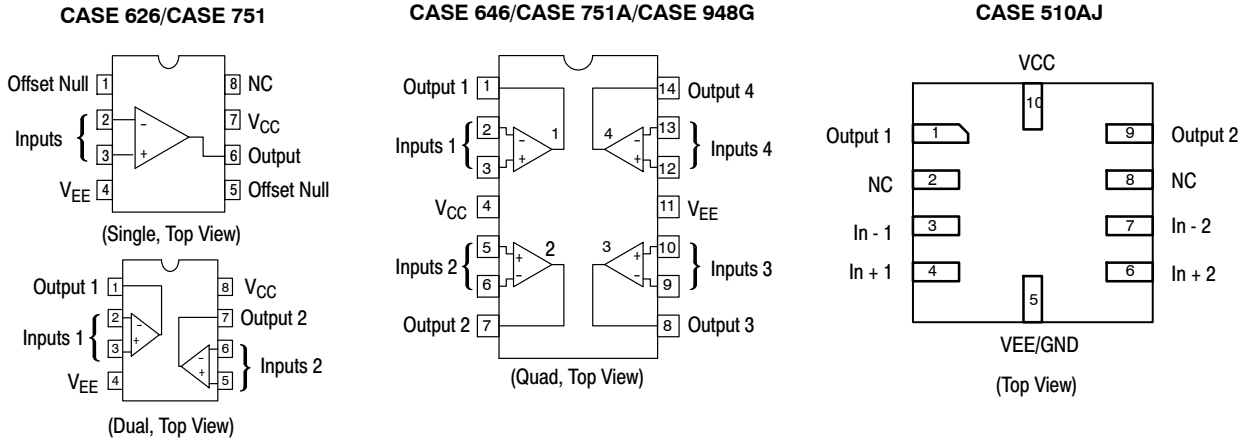 CASE 626/CASE 751
Offset Null 1
8 NC
2
Inputs {
-
7 VCC
3
+
6 Output
VEE 4
5 Offset Null
(Single, Top View)
Output 1 1
8 VCC
2
-
7 Output 2
Inputs 1 {
3
+
6
-
} Inputs 2
VEE 4
+
5
(Dual, Top View)
CASE 646/CASE 751A/CASE 948G
Output 1 1
14 Output 4
2
-
1
4
-
13
Inputs 1 {
} Inputs 4
3
+
+
12
VCC 4
11 VEE
5
+
2
3
+
10
Inputs 2 {
} Inputs 3
6
-
-
9
Output 2 7
8 Output 3
(Quad, Top View)
CASE 510AJ
VCC
10
Output 1 1
9 Output 2
NC 2
8 NC
In - 1 3
7 In - 2
In + 1 4
6 In + 2
5
VEE/GND
(Top View)